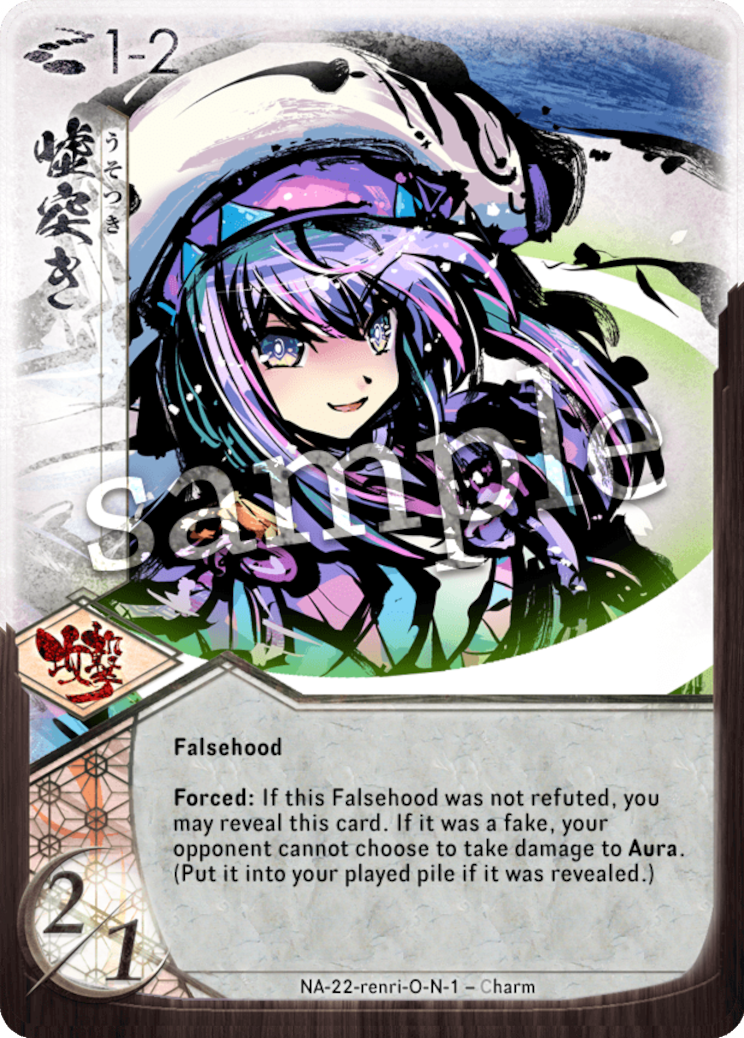 1-2
嘘突き
うそつき
sample
攻撃
Falsehood
Forced: If this Falsehood was not refuted, you
may reveal this card. If it was a fake, your
opponent cannot choose to take damage to Aura.
(Put it into your played pile if it was revealed.)
2/1
NA-22-renri-O-N-1 – Charm